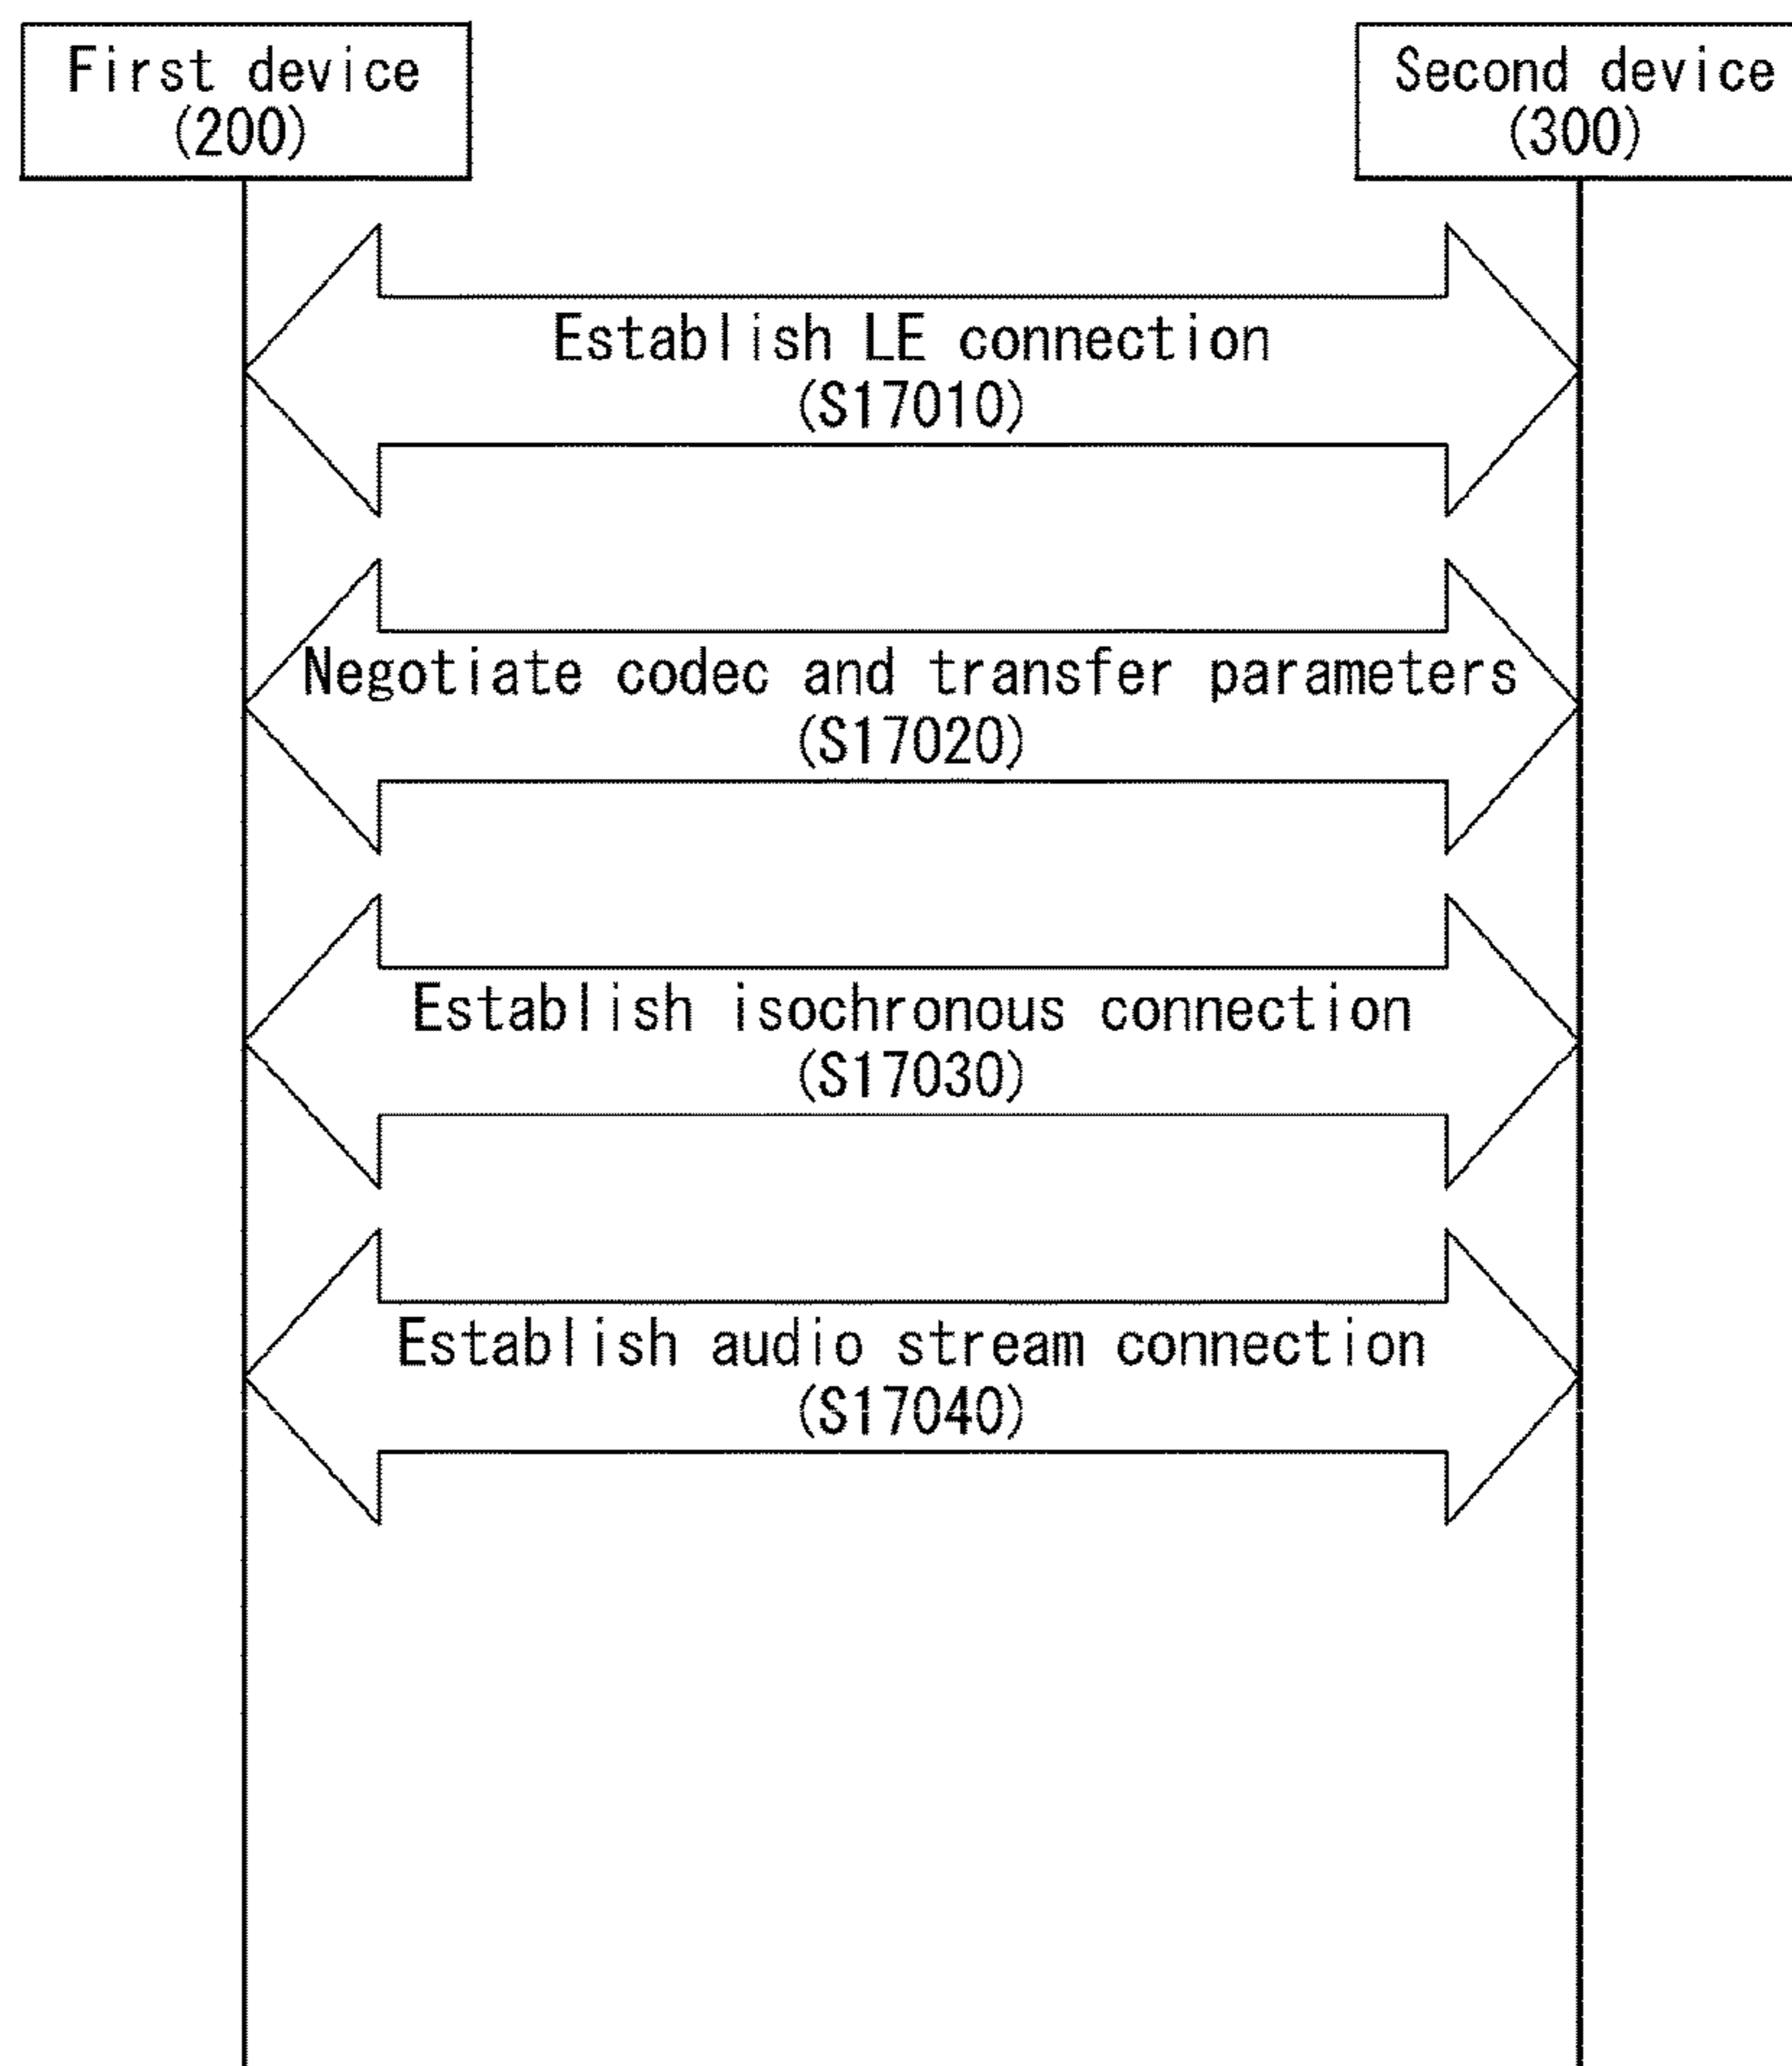 First device
(200)
Second device
(300)
Establish LE connection
(S17010)
Negotiate codec and transfer parameters
(S17020)
Establish isochronous connection
(S17030)
Establish audio stream connection
(S17040)